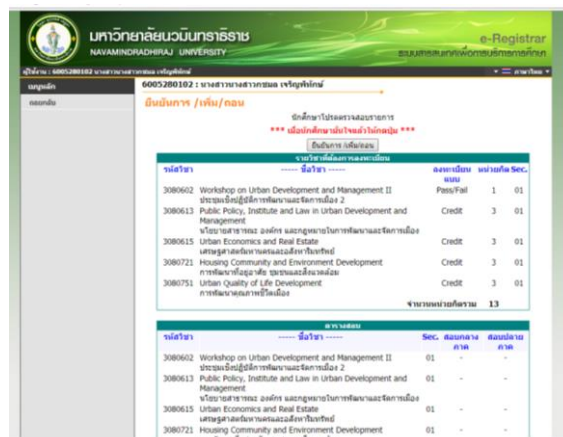 มหาวิทยาลัยนวมินทราธิราช
NAVAMINDRADHIRAJ UNIVERSITY
e-Registrar
ระบบสารสนเทศเพื่อการบริหารการศึกษา
ผู้ใช้งาน : 6005280102
ภาษาไทย
เมนูหลัก
ถอยกลับ
6005280102 :
ยืนยันการ /เพิ่ม/ถอน
นักศึกษาโปรดตรวจสอบรายการ
*** เมื่อนักศึกษามั่นใจแล้วให้กดปุ่ม ***
ยืนยันการ /เพิ่ม/ถอน
รายวิชาที่ต้องการลงทะเบียน
รหัสวิชา ----- ชื่อวิชา ----- ลงทะเบียนแบบ หน่วยกิต Sec.
3080602 Workshop on Urban Development and Management II Pass/Fail 1 01
ประชุมเชิงปฏิบัติการพัฒนาและจัดการเมือง 2
3080613 Public Policy, Institute and Law in Urban Development and Credit 3 01
Management
นโยบายสาธารณะ องค์กร และกฎหมายในการพัฒนาและจัดการเมือง
3080615 Urban Economics and Real Estate Credit 3 01
เศรษฐศาสตร์มหานครและอสังหาริมทรัพย์
3080721 Housing Community and Environment Development Credit 3 01
การพัฒนาที่อยู่อาศัย ชุมชนและสิ่งแวดล้อม
3080751 Urban Quality of Life Development Credit 3 01
การพัฒนาคุณภาพชีวิตเมือง
จำนวนหน่วยกิตรวม 13
ตารางสอบ
รหัสวิชา ----- ชื่อวิชา ----- Sec. สอบกลางภาค สอบปลายภาค
3080602 Workshop on Urban Development and Management II 01 - -
ประชุมเชิงปฏิบัติการพัฒนาและจัดการเมือง 2
3080613 Public Policy, Institute and Law in Urban Development and 01 - -
Management
นโยบายสาธารณะ องค์กร และกฎหมายในการพัฒนาและจัดการเมือง
3080615 Urban Economics and Real Estate 01 - -
เศรษฐศาสตร์มหานครและอสังหาริมทรัพย์
3080721 Housing Community and Environment Development 01 - -